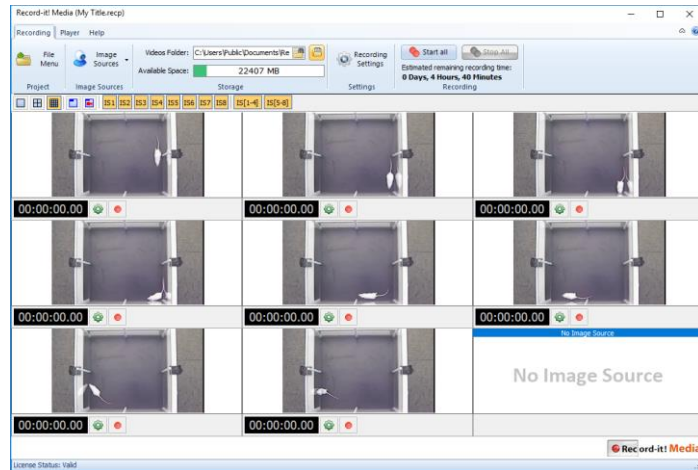 Record-it! Media (My Title.recp)
Recording Player Help
File Menu
Image Sources
Videos Folder: C:\Users\Public\Documents\Re
Available Space: 22407 MB
Recording Settings
Start all Stop All
Estimated remaining recording time:
0 Days, 4 Hours, 40 Minutes
Project Image Sources Storage Settings Recording
IS1 IS2 IS3 IS4 IS5 IS6 IS7 IS8 IS[1-4] IS[5-8]
00:00:00.00 00:00:00.00 00:00:00.00
00:00:00.00 00:00:00.00 00:00:00.00
No Image Source
No Image Source
00:00:00.00 00:00:00.00
Record-it! Media
License Status: Valid